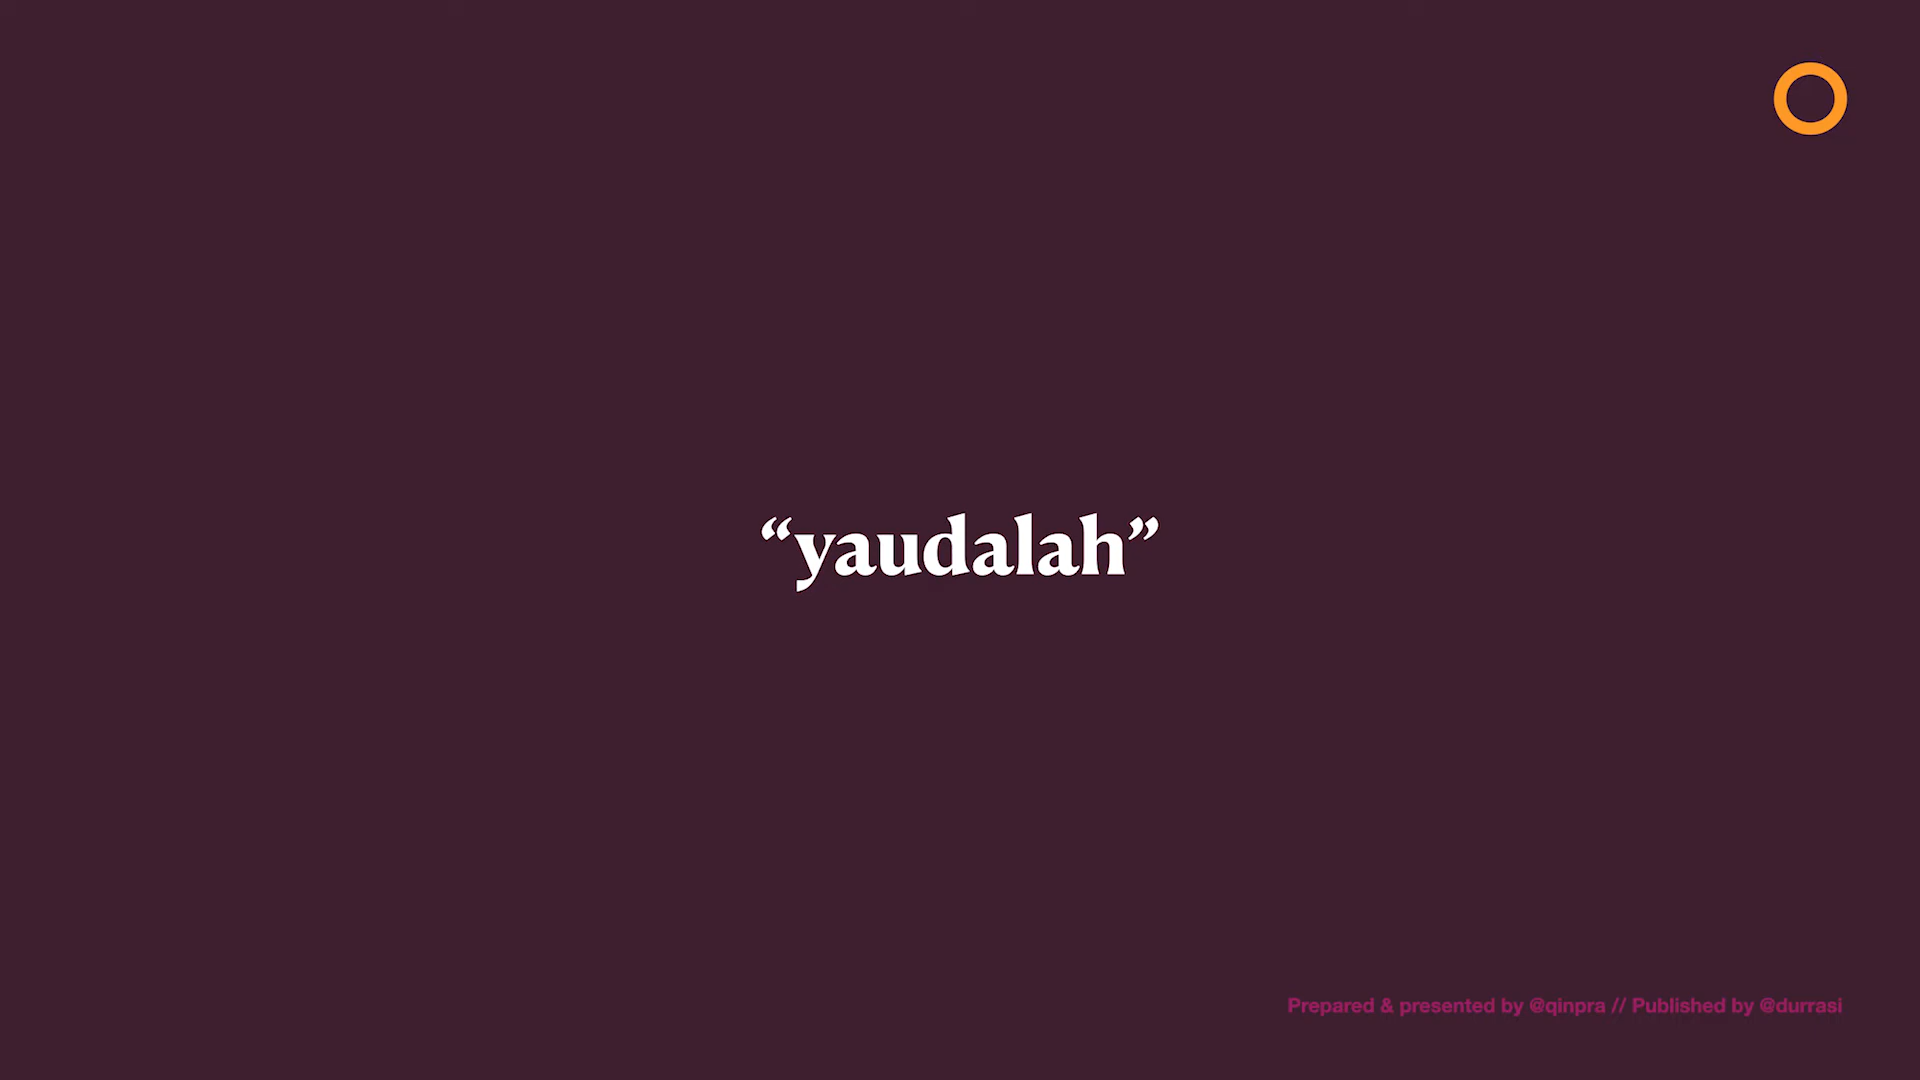 “yaudalah”
Prepared & presented by @qinpra // Published by @durrasi